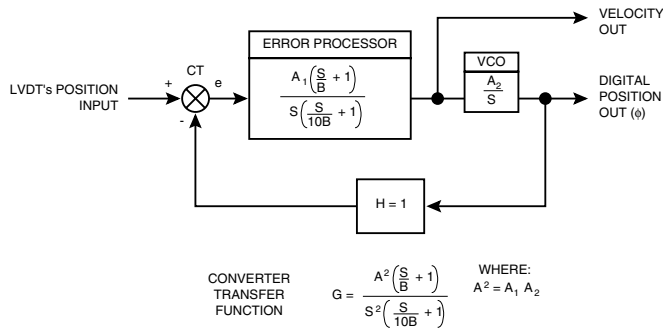 VELOCITY
OUT
ERROR PROCESSOR
CT
VCO
LVDT's POSITION
INPUT
+
e
-
A₁(S/B + 1)
S(S/10B + 1)
A₂
S
DIGITAL
POSITION
OUT (ϕ)
H = 1
CONVERTER
TRANSFER
FUNCTION
G = A²(S/B + 1)
S²(S/10B + 1)
WHERE:
A² = A₁ A₂